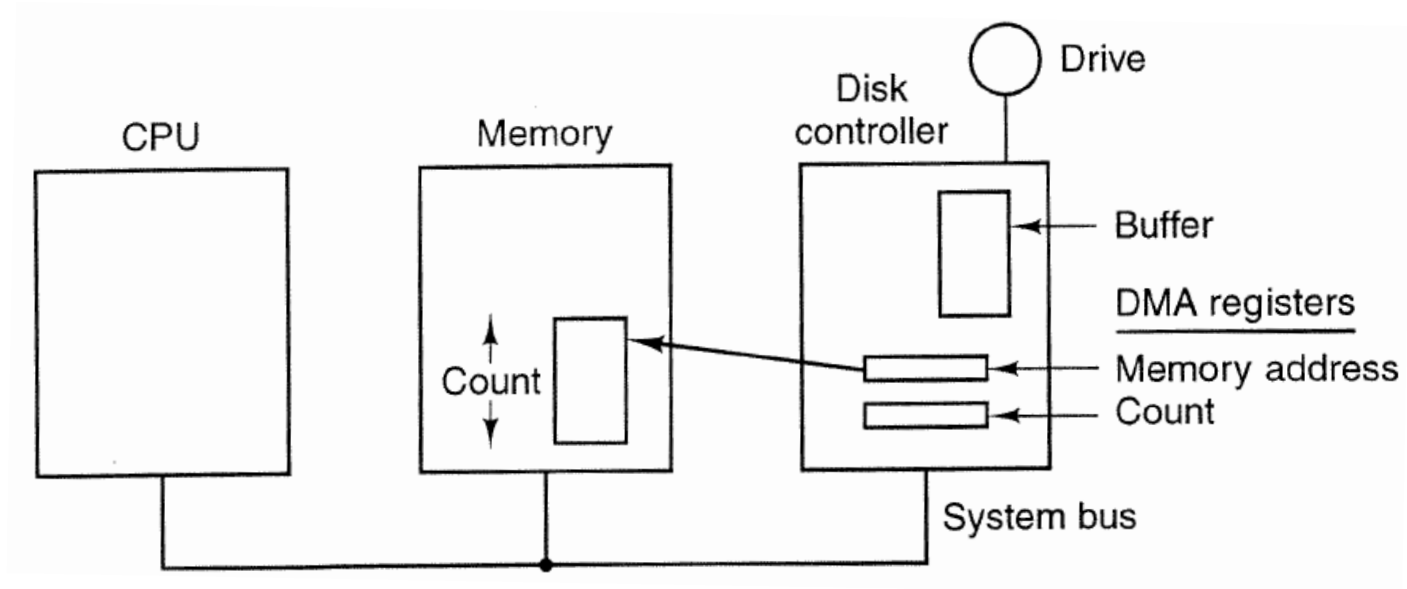 Drive
Disk
controller
CPU
Memory
Buffer
DMA registers
Memory address
Count
Count
System bus